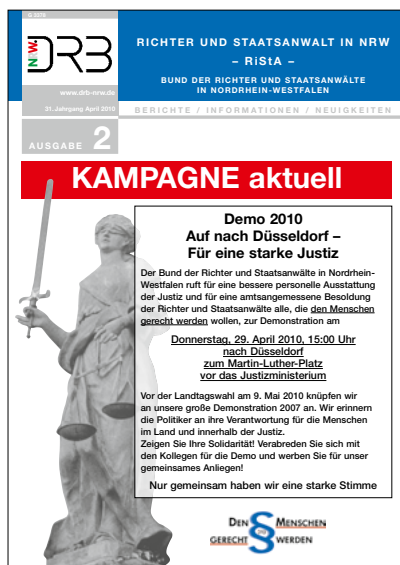 G 3278
NRW.
DRB
www.drb-nrw.de
31. Jahrgang April 2010
AUSGABE 2
RICHTER UND STAATSANWALT IN NRW
– RiStA –
BUND DER RICHTER UND STAATSANWÄLTE
IN NORDRHEIN-WESTFALEN
BERICHTE / INFORMATIONEN / NEUIGKEITEN
KAMPAGNE aktuell
Demo 2010
Auf nach Düsseldorf –
Für eine starke Justiz
Der Bund der Richter und Staatsanwälte in Nordrhein-
Westfalen ruft für eine bessere personelle Ausstattung
der Justiz und für eine amtsangemessene Besoldung
der Richter und Staatsanwälte alle, die den Menschen
gerecht werden wollen, zur Demonstration am
Donnerstag, 29. April 2010, 15:00 Uhr
nach Düsseldorf
zum Martin-Luther-Platz
vor das Justizministerium
Vor der Landtagswahl am 9. Mai 2010 knüpfen wir
an unsere große Demonstration 2007 an. Wir erinnern
die Politiker an ihre Verantwortung für die Menschen
im Land und innerhalb der Justiz.
Zeigen Sie Ihre Solidarität! Verabreden Sie sich mit
den Kollegen für die Demo und werben Sie für unser
gemeinsames Anliegen!
Nur gemeinsam haben wir eine starke Stimme
DEN § MENSCHEN
GERECHT WERDEN